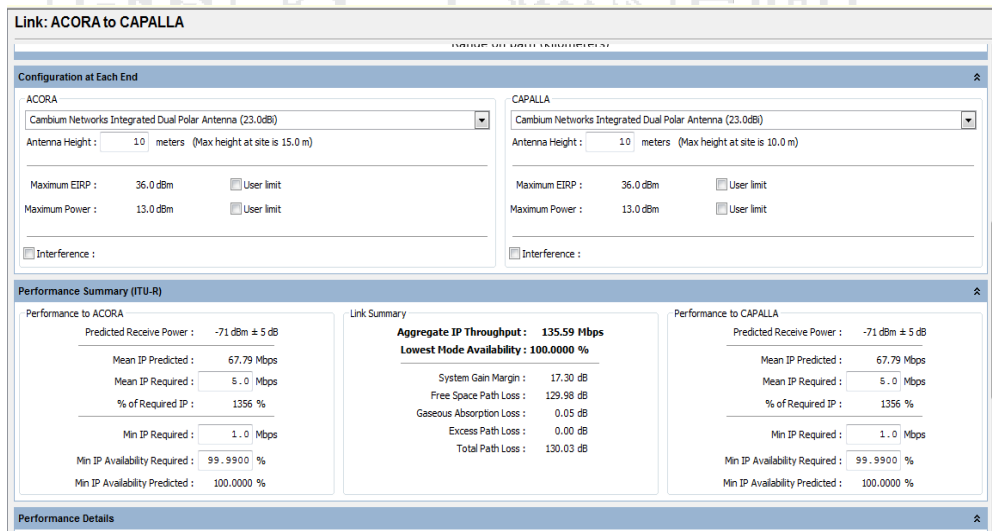 Link: ACORA to CAPALLA
Range on path (kilometers)
Configuration at Each End
ACORA
Cambium Networks Integrated Dual Polar Antenna (23.0dBi)
Antenna Height : 10 meters (Max height at site is 15.0 m)
Maximum EIRP : 36.0 dBm User limit
Maximum Power : 13.0 dBm User limit
Interference :
CAPALLA
Cambium Networks Integrated Dual Polar Antenna (23.0dBi)
Antenna Height : 10 meters (Max height at site is 10.0 m)
Maximum EIRP : 36.0 dBm User limit
Maximum Power : 13.0 dBm User limit
Interference :
Performance Summary (ITU-R)
Performance to ACORA
Predicted Receive Power : -71 dBm ± 5 dB
Mean IP Predicted : 67.79 Mbps
Mean IP Required : 5.0 Mbps
% of Required IP : 1356 %
Min IP Required : 1.0 Mbps
Min IP Availability Required : 99.9900 %
Min IP Availability Predicted : 100.0000 %
Link Summary
Aggregate IP Throughput : 135.59 Mbps
Lowest Mode Availability : 100.0000 %
System Gain Margin : 17.30 dB
Free Space Path Loss : 129.98 dB
Gaseous Absorption Loss : 0.05 dB
Excess Path Loss : 0.00 dB
Total Path Loss : 130.03 dB
Performance to CAPALLA
Predicted Receive Power : -71 dBm ± 5 dB
Mean IP Predicted : 67.79 Mbps
Mean IP Required : 5.0 Mbps
% of Required IP : 1356 %
Min IP Required : 1.0 Mbps
Min IP Availability Required : 99.9900 %
Min IP Availability Predicted : 100.0000 %
Performance Details